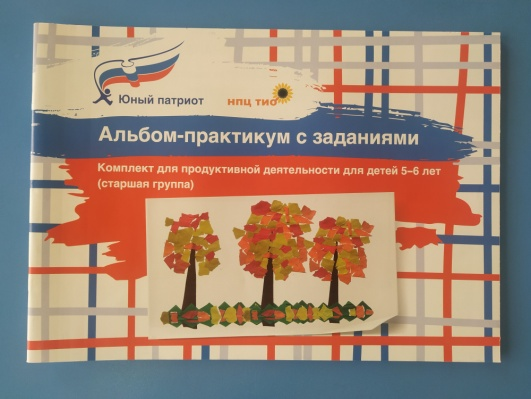 Юный патриот
нпц тио
Альбом-практикум с заданиями
Комплект для продуктивной деятельности для детей 5–6 лет
(старшая группа)